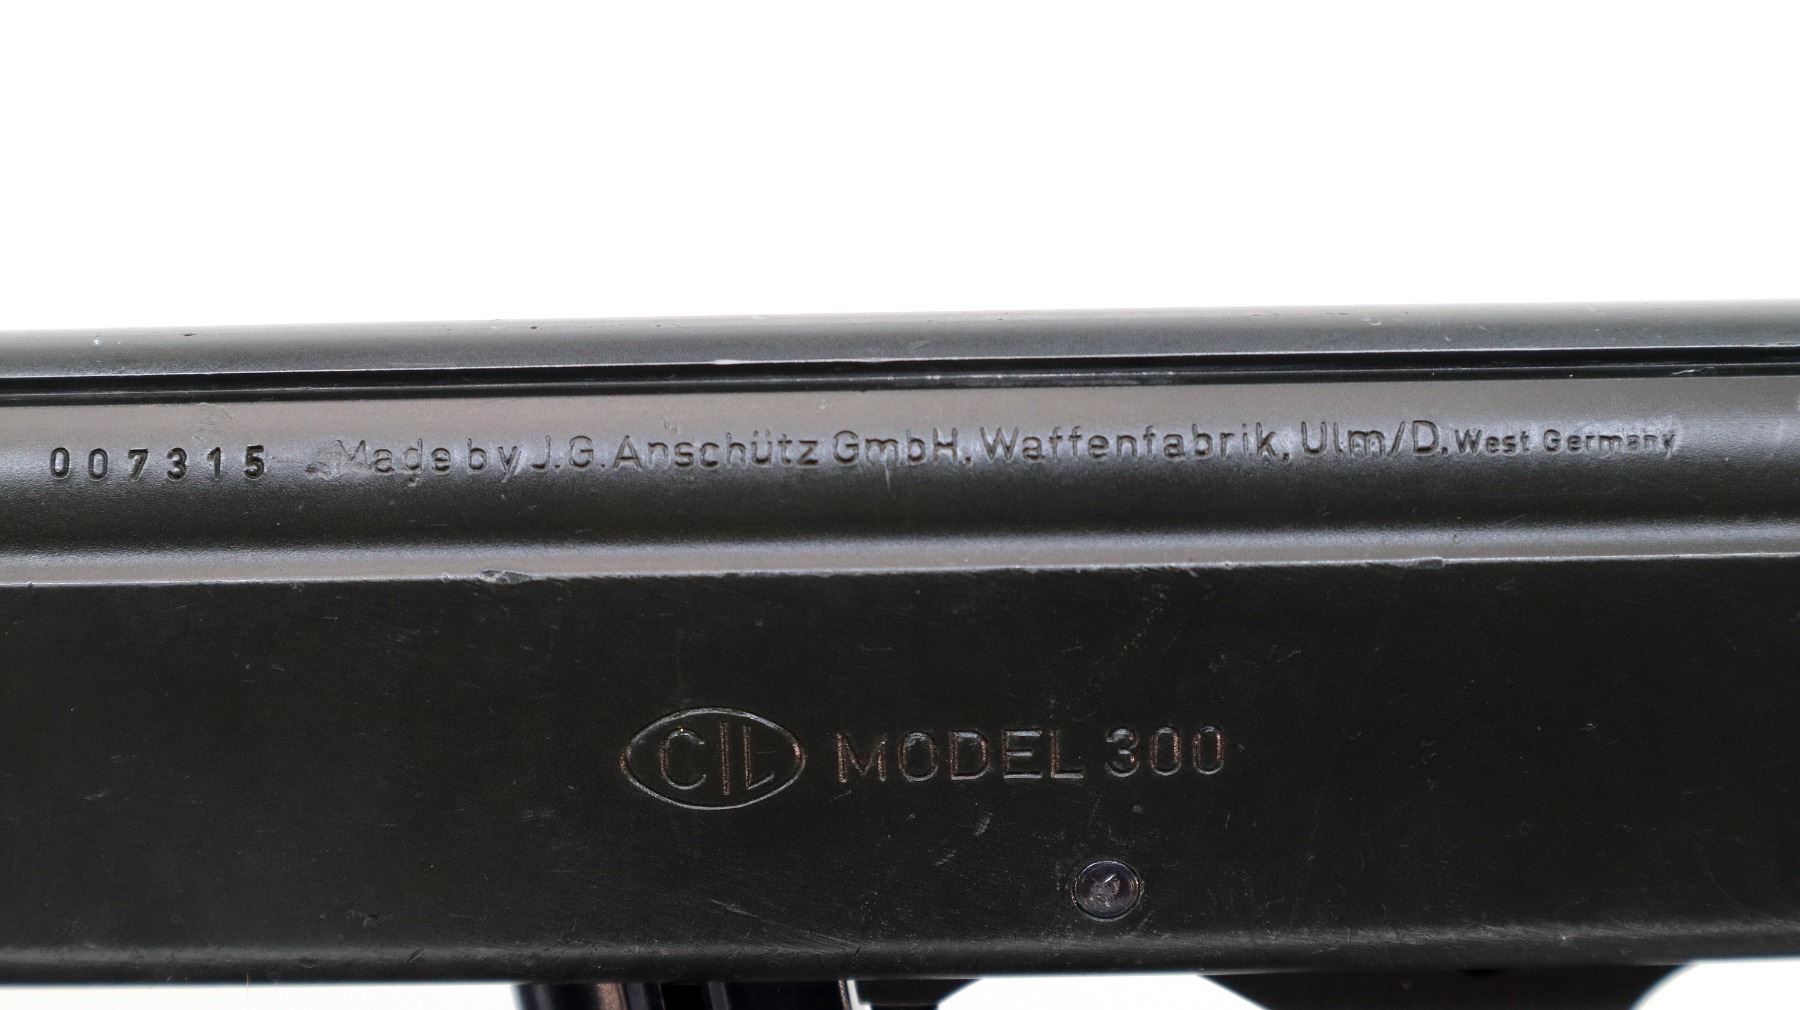 007315 Made by J.G. Anschütz GmbH, Waffenfabrik, Ulm/D. West Germany
CIL MODEL 300